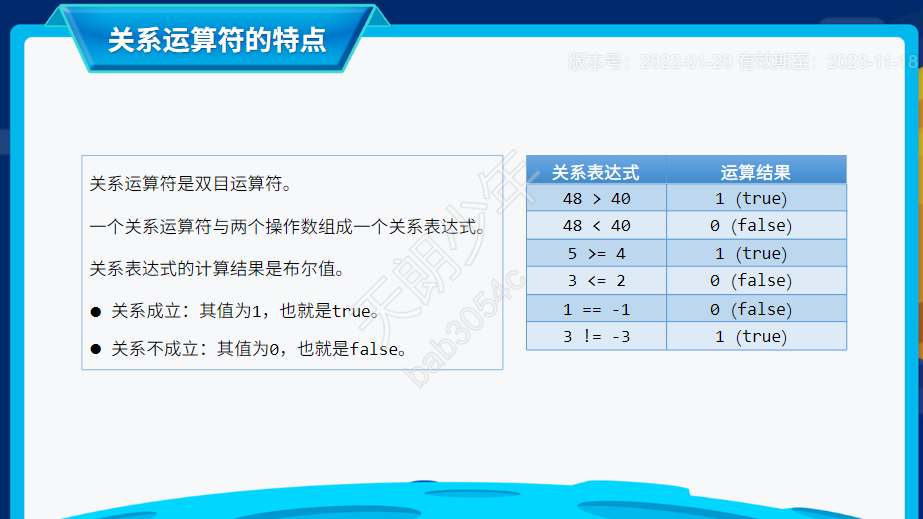 关系运算符的特点
版本号：2022-01-20 有效期至：2023-11-18
关系运算符是双目运算符。
一个关系运算符与两个操作数组成一个关系表达式。
关系表达式的计算结果是布尔值。
● 关系成立：其值为1，也就是true。
● 关系不成立：其值为0，也就是false。
关系表达式 运算结果
48 > 40 1 (true)
48 < 40 0 (false)
5 >= 4 1 (true)
3 <= 2 0 (false)
1 == -1 0 (false)
3 != -3 1 (true)
天朗少年
bab3054c